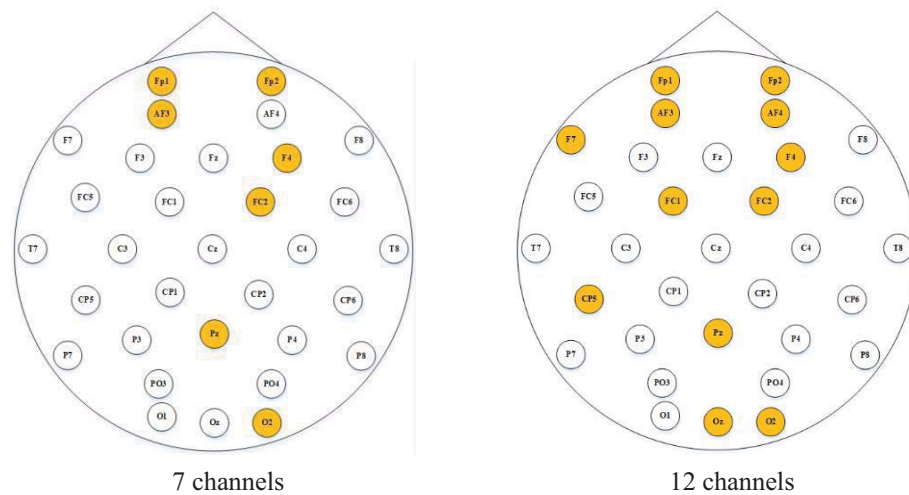 Fp1 Fp2
AF3 AF4
F7 F8
F3 Fz F4
FC5 FC1 FC2 FC6
T7 C3 Cz C4 T8
CP5 CP1 CP2 CP6
Pz
P3 P4
P7 P8
PO3 PO4
O1 Oz O2
7 channels
Fp1 Fp2
AF3 AF4
F7 F8
F3 Fz F4
FC5 FC1 FC2 FC6
T7 C3 Cz C4 T8
CP5 CP1 CP2 CP6
Pz
P3 P4
P7 P8
PO3 PO4
O1 Oz O2
12 channels